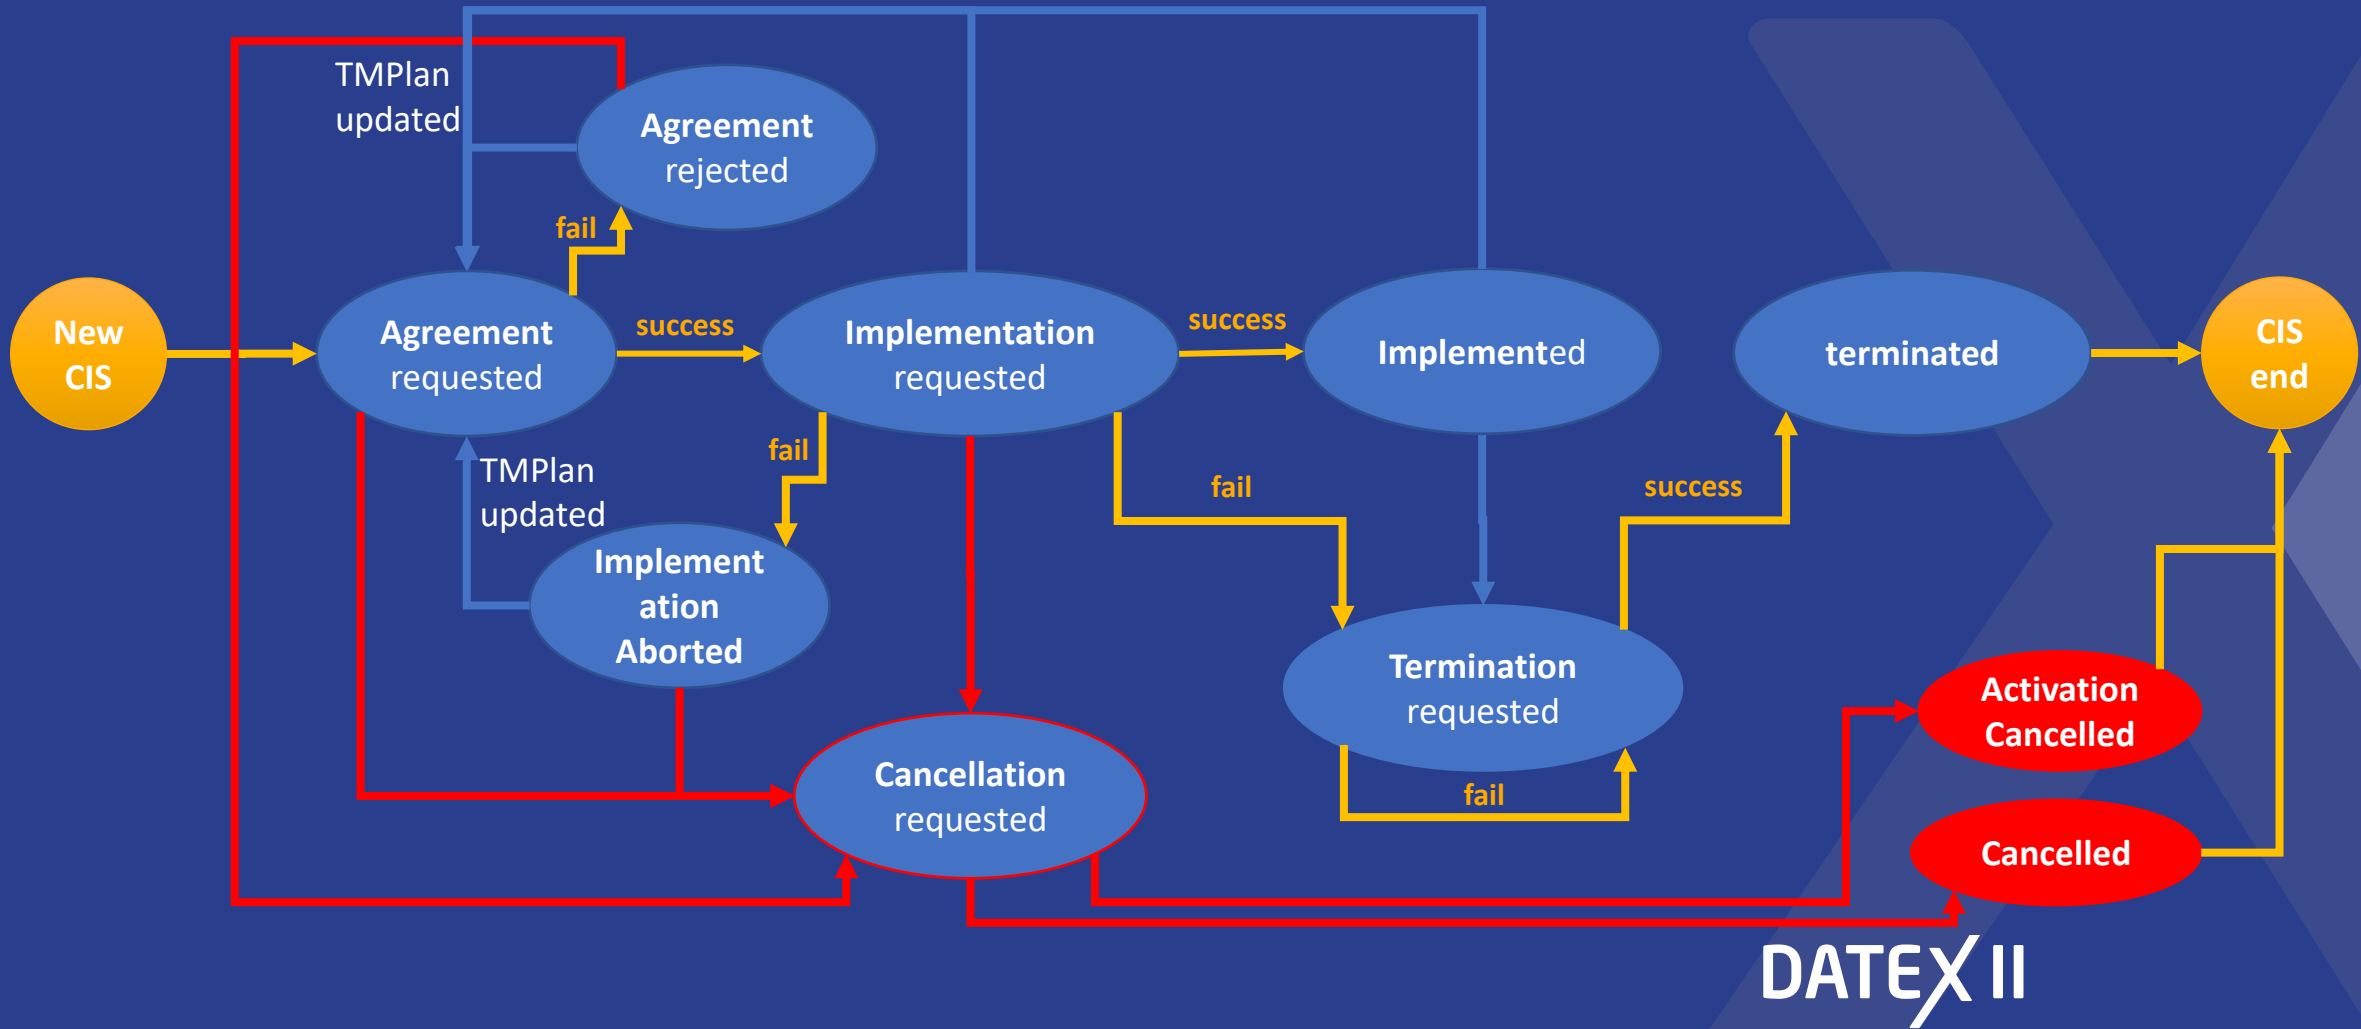 TMPlan
updated
Agreement
rejected
fail
New
CIS
Agreement
requested
success
Implementation
requested
success
Implemented
terminated
CIS
end
TMPlan
updated
fail
fail
success
Implement
ation
Aborted
Termination
requested
Activation
Cancelled
Cancellation
requested
fail
Cancelled
DATEX II